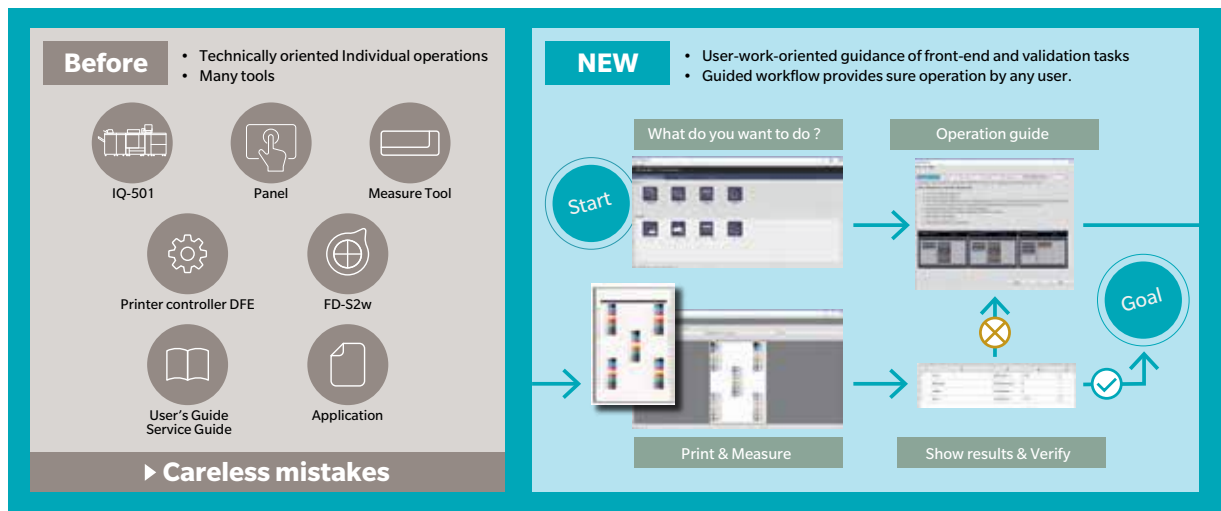 Before
• Technically oriented Individual operations
• Many tools
IQ-501
Panel
Measure Tool
Printer controller DFE
FD-S2w
User's Guide
Service Guide
Application
Careless mistakes
NEW
• User-work-oriented guidance of front-end and validation tasks
• Guided workflow provides sure operation by any user.
What do you want to do ?
Operation guide
Start
Goal
Print & Measure
Show results & Verify